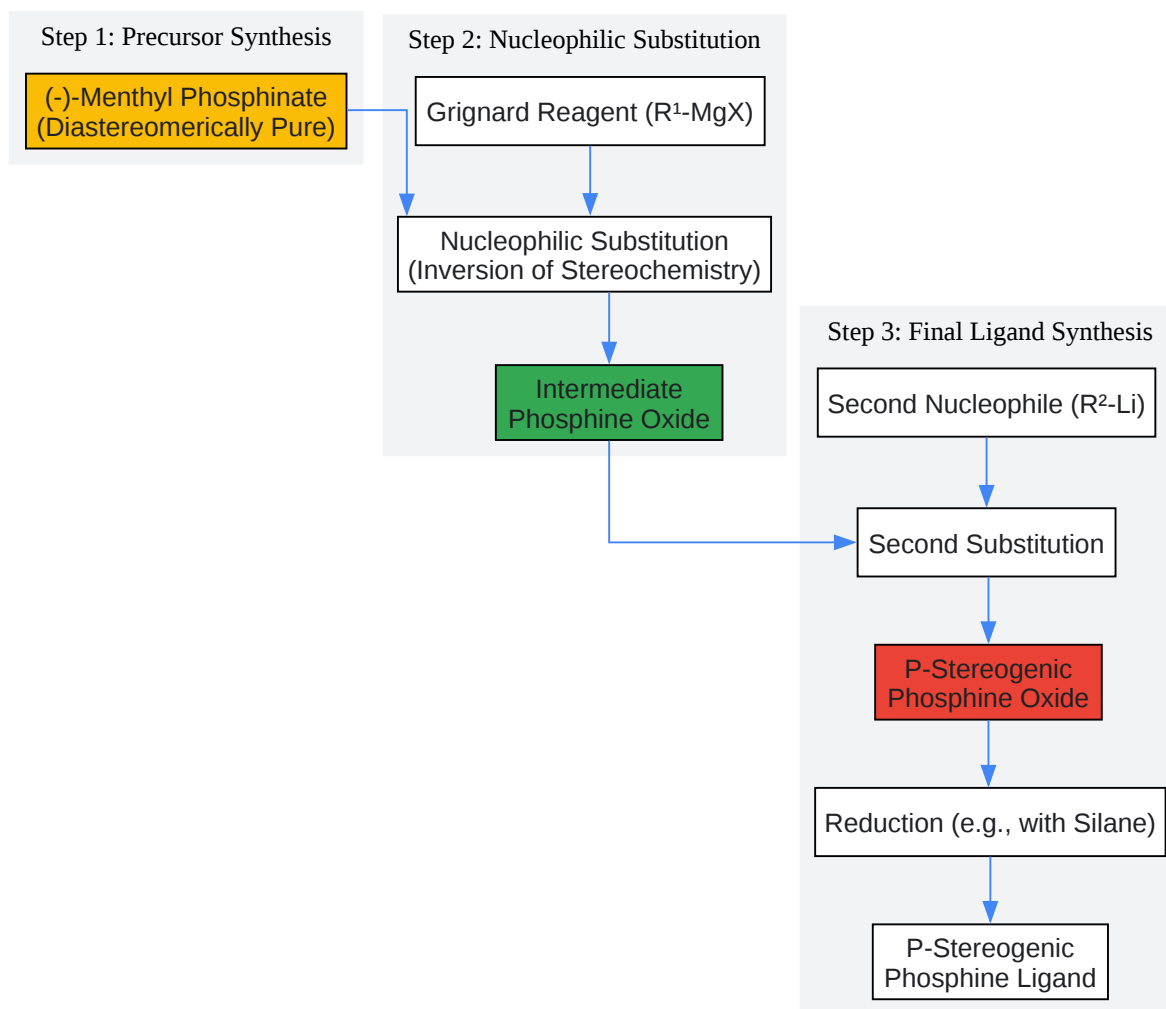 Step 1: Precursor Synthesis
(-)-Menthyl Phosphinate
(Diastereomerically Pure)
Step 2: Nucleophilic Substitution
Grignard Reagent (R¹-MgX)
Nucleophilic Substitution
(Inversion of Stereochemistry)
Intermediate
Phosphine Oxide
Step 3: Final Ligand Synthesis
Second Nucleophile (R²-Li)
Second Substitution
P-Stereogenic
Phosphine Oxide
Reduction (e.g., with Silane)
P-Stereogenic
Phosphine Ligand